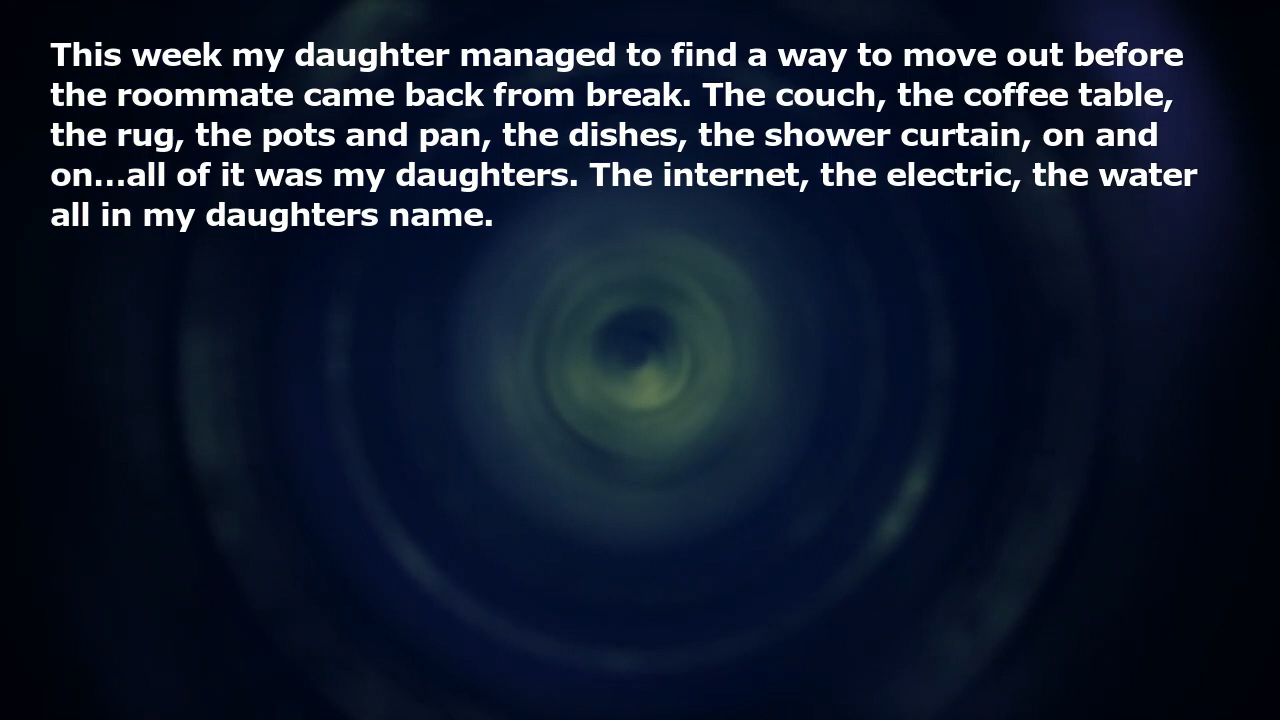 This week my daughter managed to find a way to move out before
the roommate came back from break. The couch, the coffee table,
the rug, the pots and pan, the dishes, the shower curtain, on and
on...all of it was my daughters. The internet, the electric, the water
all in my daughters name.